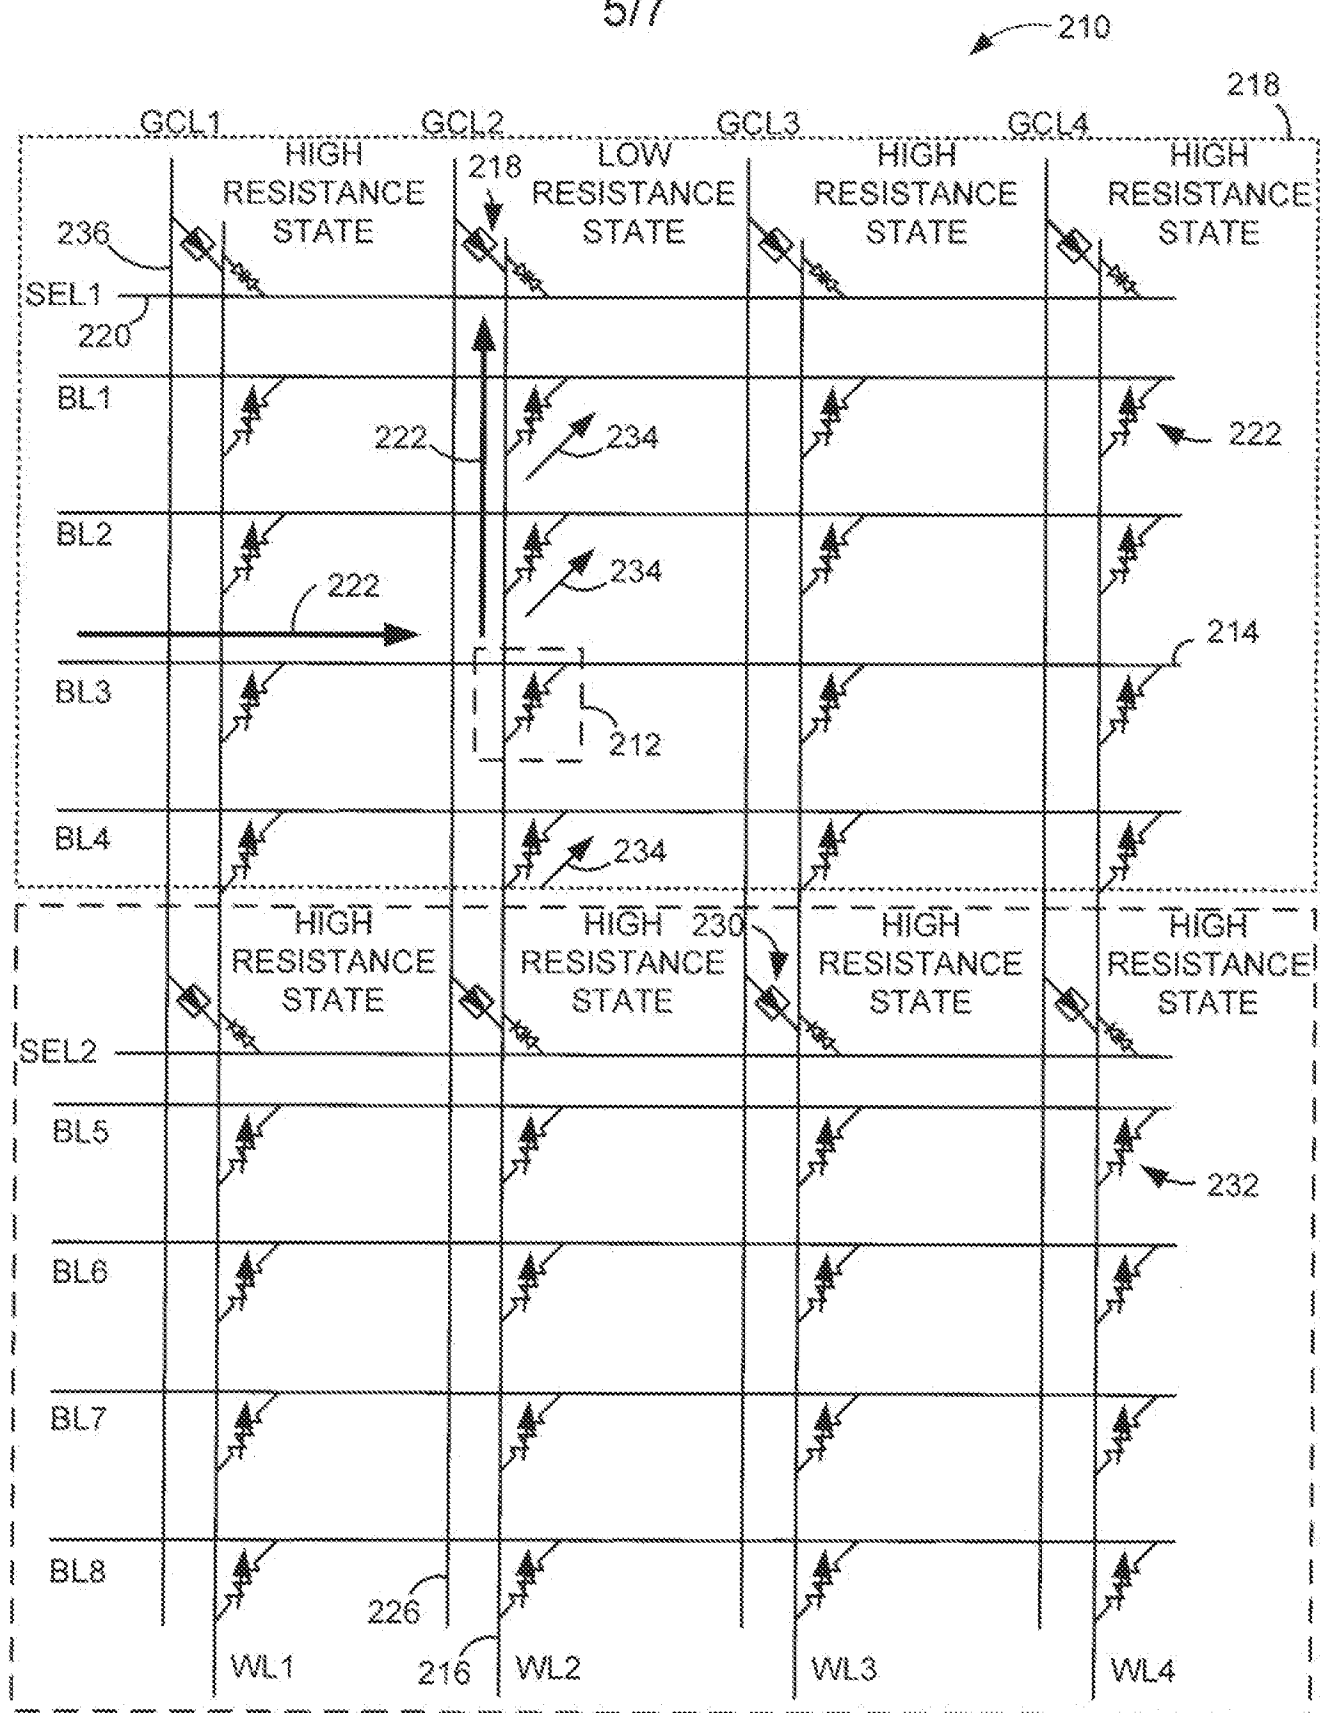 5/7
210
218
GCL1 GCL2 GCL3 GCL4
HIGH RESISTANCE STATE
218
LOW RESISTANCE STATE
HIGH RESISTANCE STATE
HIGH RESISTANCE STATE
236
SEL1
220
BL1
222
234
222
BL2
234
222
214
BL3
212
BL4
234
HIGH RESISTANCE STATE
HIGH RESISTANCE STATE
230
HIGH RESISTANCE STATE
HIGH RESISTANCE STATE
SEL2
BL5
232
BL6
BL7
BL8
226
216
WL1 WL2 WL3 WL4